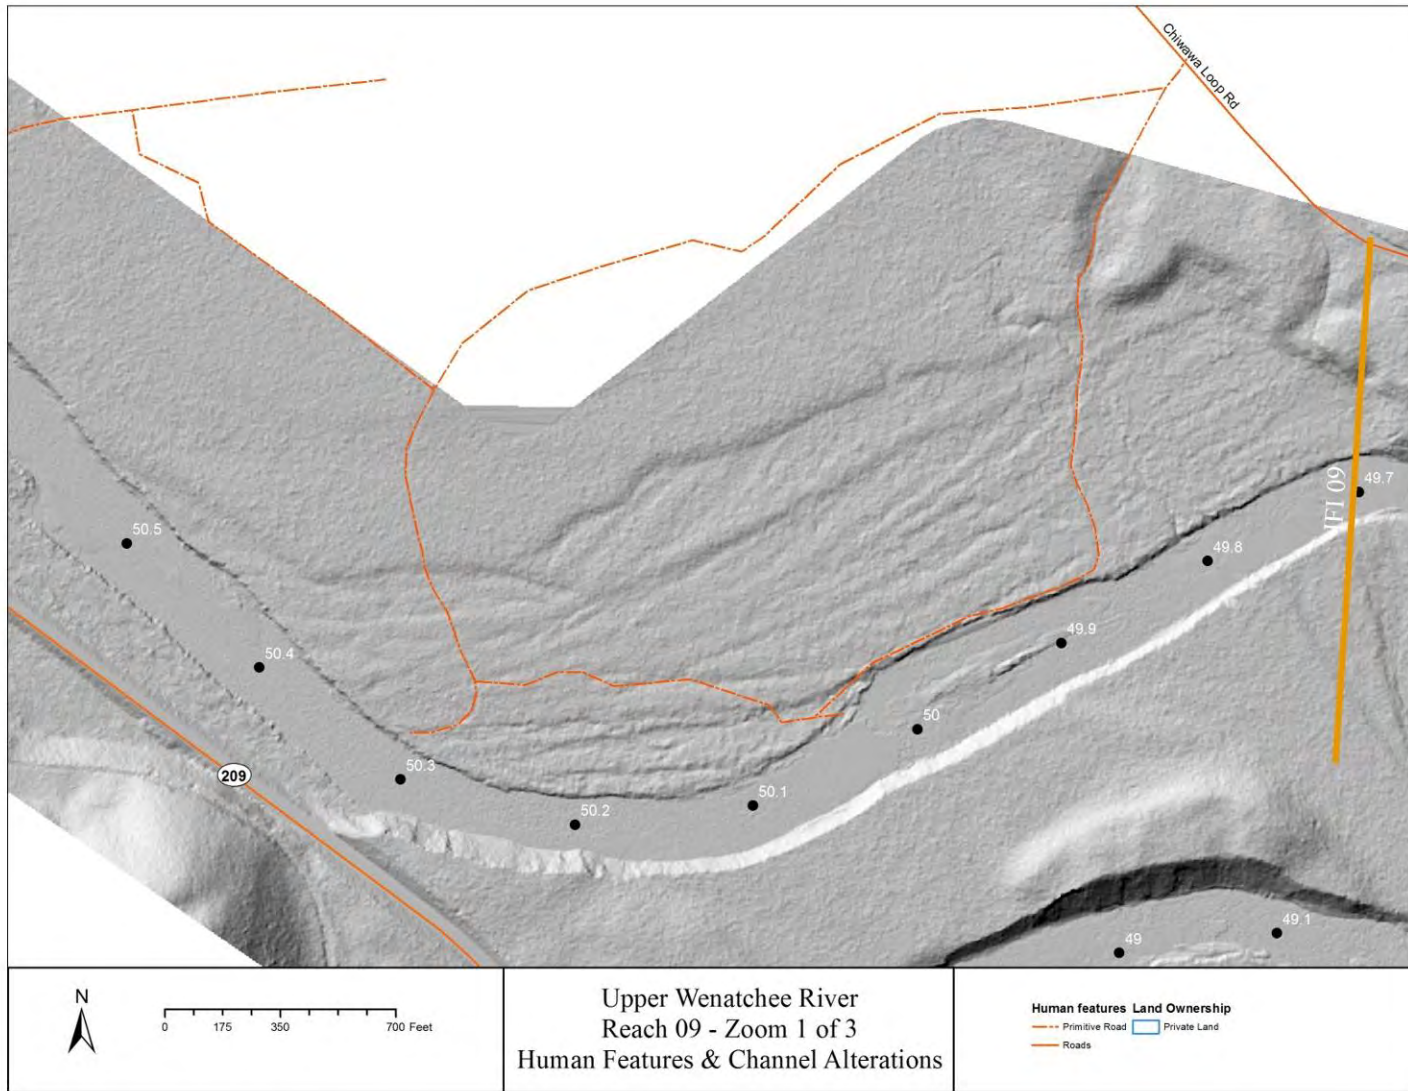 Chiwawa Loop Rd
IFI 09
49.7
50.5
49.8
49.9
50.4
50
209
50.3
50.1
50.2
49.1
49
N
0 175 350 700 Feet
Upper Wenatchee River
Reach 09 - Zoom 1 of 3
Human Features & Channel Alterations
Human features Land Ownership
Primitive Road Private Land
Roads